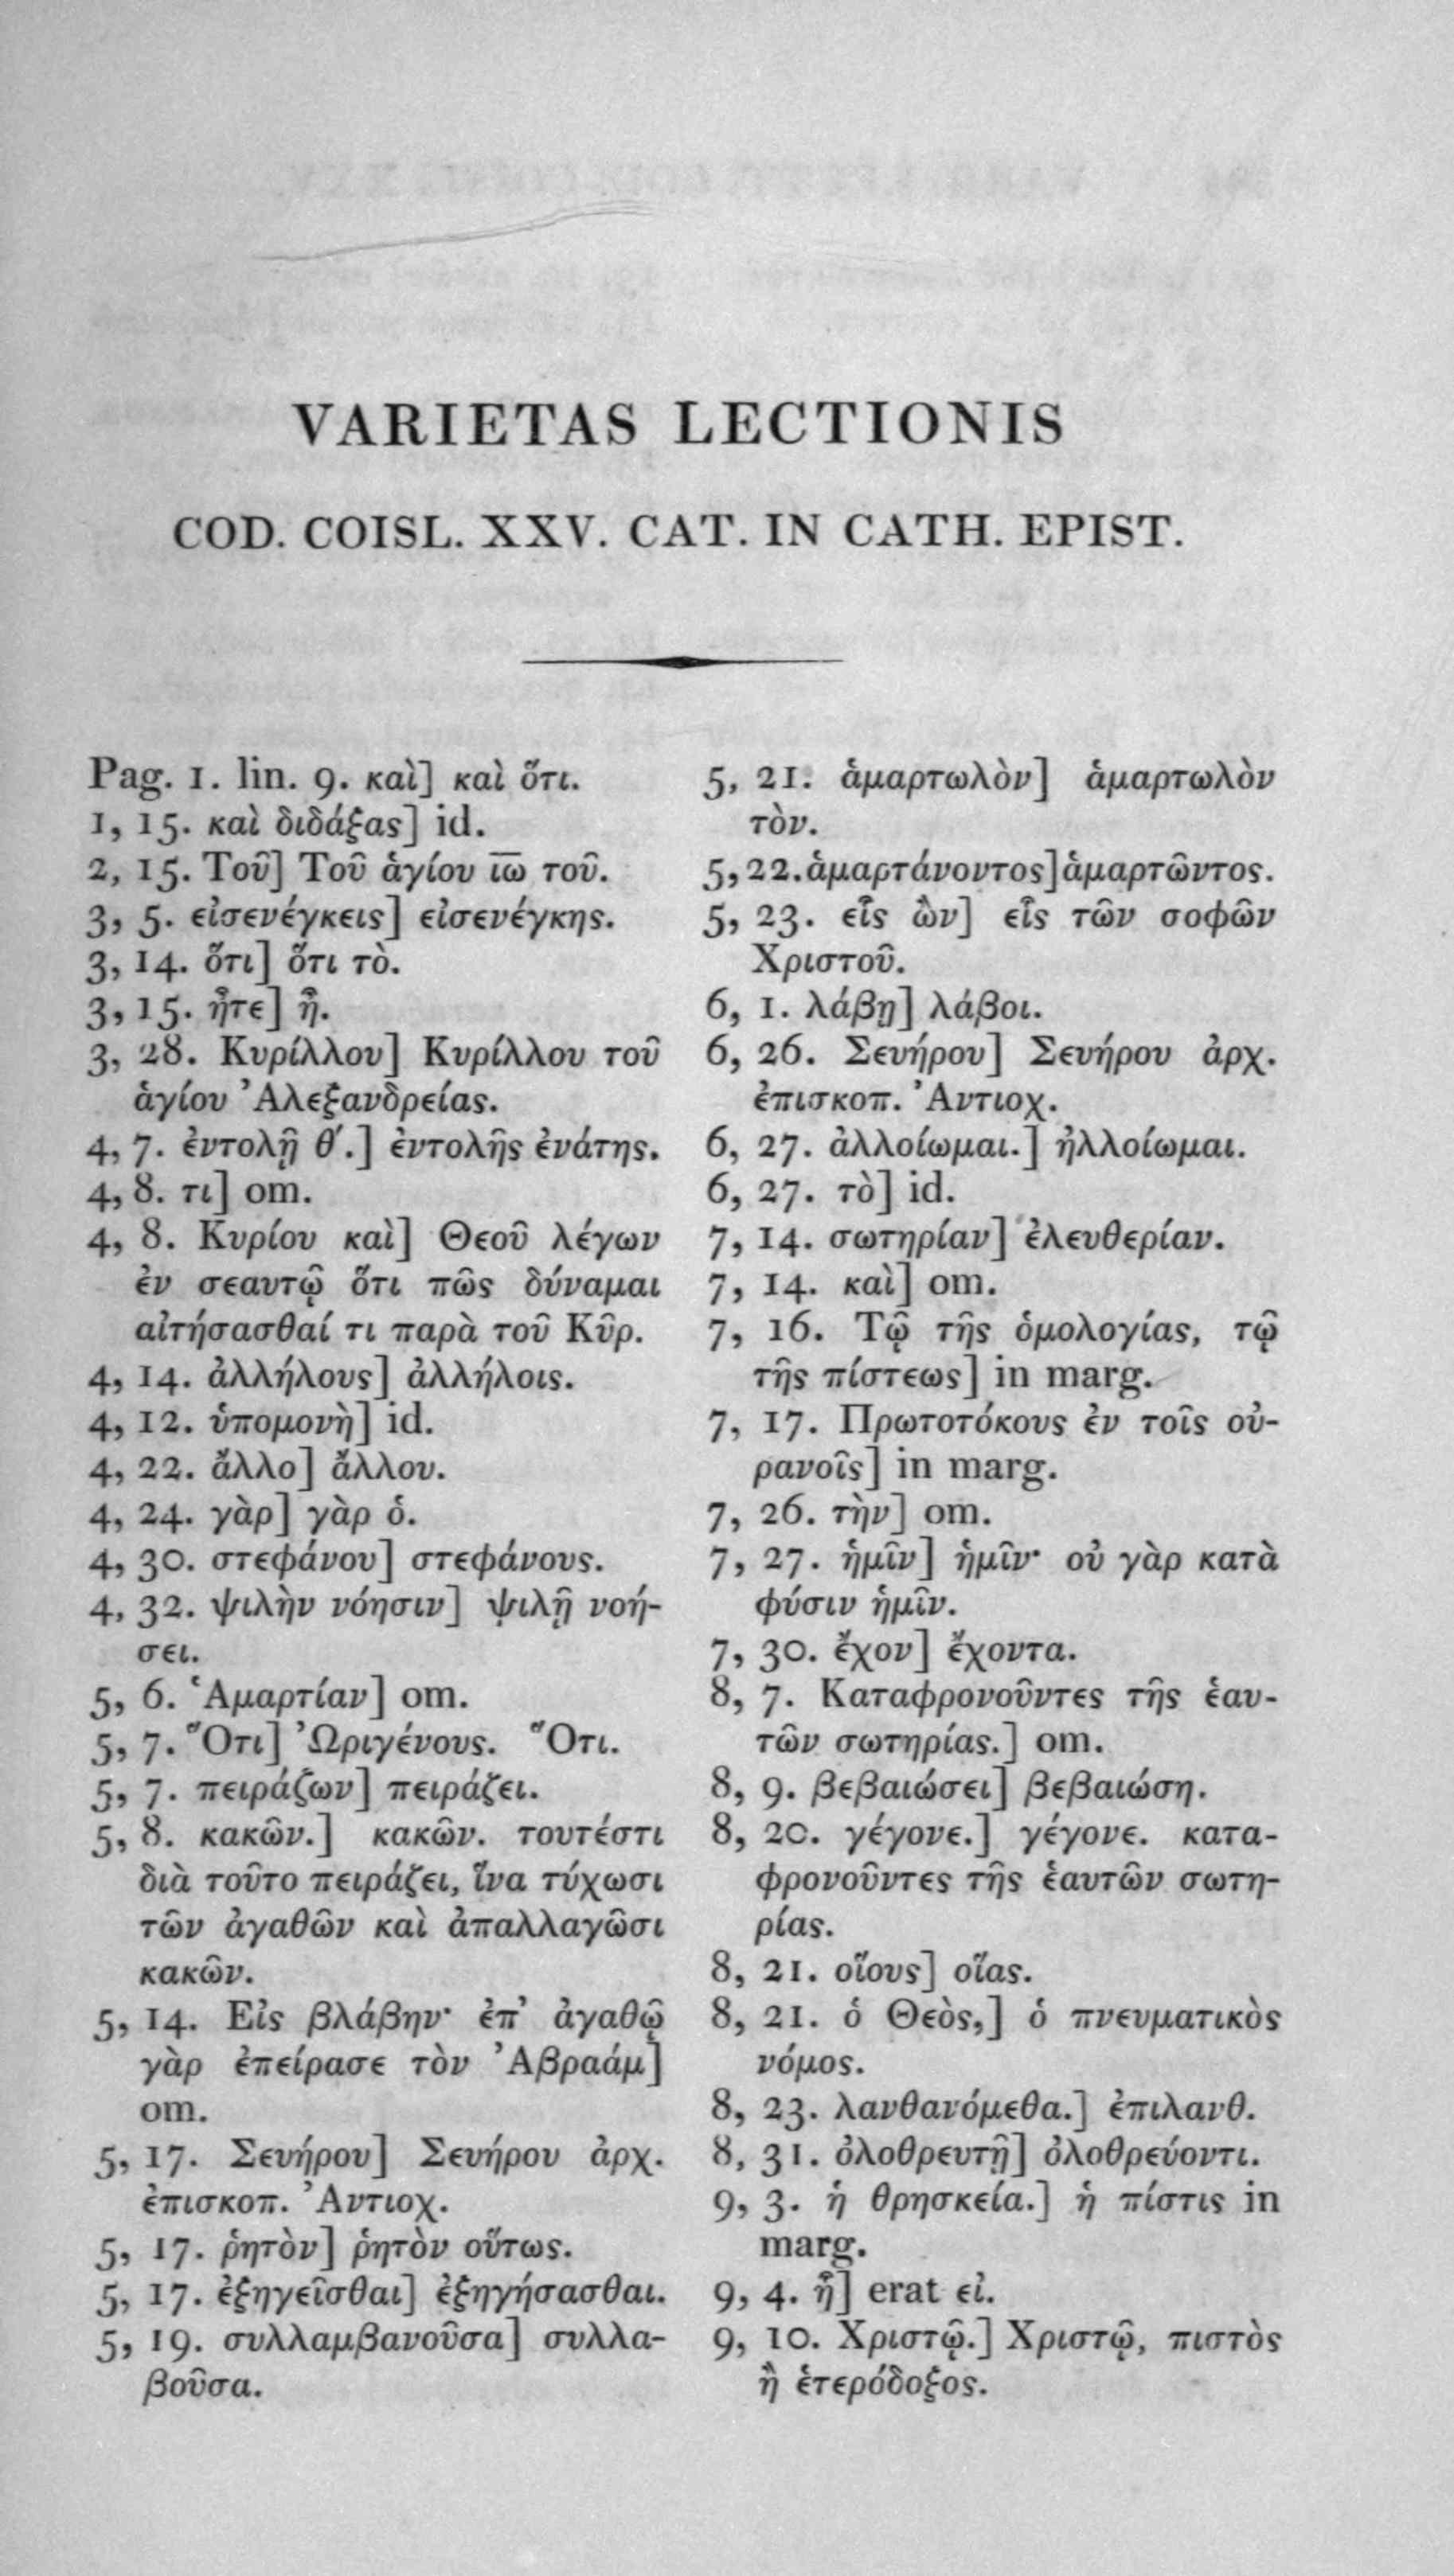 VARIETAS LECTIONIS
COD. COISL. XXV. CAT. IN CATH. EPIST.
Pag. 1. lin. 9. καὶ] καὶ ὅτι.
1, 15. καὶ διδάξας] id.
2, 15. Τοῦ] Τοῦ ἁγίου ῑω̄ τοῦ.
3, 5. εἰσενέγκεις] εἰσενέγκης.
3, 14. ὅτι] ὅτι τὸ.
3, 15. ἦτε] ἦ.
3, 28. Κυρίλλου] Κυρίλλου τοῦ
ἁγίου Ἀλεξανδρείας.
4, 7. ἐντολῇ θʹ.] ἐντολῆς ἐνάτης.
4, 8. τι] om.
4, 8. Κυρίου καὶ] Θεοῦ λέγων
ἐν σεαυτῷ ὅτι πῶς δύναμαι
αἰτήσασθαί τι παρὰ τοῦ Κῦρ.
4, 14. ἀλλήλους] ἀλλήλοις.
4, 12. ὑπομονὴ] id.
4, 22. ἄλλο] ἄλλου.
4, 24. γὰρ] γὰρ ὁ.
4, 30. στεφάνου] στεφάνους.
4, 32. ψιλὴν νόησιν] ψιλῇ νοή-
σει.
5, 6. Ἁμαρτίαν] om.
5, 7. Ὅτι] Ὠριγένους. Ὅτι.
5, 7. πειράζων] πειράζει.
5, 8. κακῶν.] κακῶν. τουτέστι
διὰ τοῦτο πειράζει, ἵνα τύχωσι
τῶν ἀγαθῶν καὶ ἀπαλλαγῶσι
κακῶν.
5, 14. Εἰς βλάβην· ἐπ’ ἀγαθῷ
γὰρ ἐπείρασε τὸν Ἀβραάμ]
om.
5, 17. Σευήρου] Σευήρου ἀρχ.
ἐπισκοπ. Ἀντιοχ.
5, 17. ῥητὸν] ῥητὸν οὕτως.
5, 17. ἐξηγεῖσθαι] ἐξηγήσασθαι.
5, 19. συλλαμβανοῦσα] συλλα-
βοῦσα.
5, 21. ἁμαρτωλὸν] ἁμαρτωλὸν
τὸν.
5, 22. ἁμαρτάνοντος] ἁμαρτῶντος.
5, 23. εἷς ὢν] εἷς τῶν σοφῶν
Χριστοῦ.
6, 1. λάβῃ] λάβοι.
6, 26. Σευήρου] Σευήρου ἀρχ.
ἐπισκοπ. Ἀντιοχ.
6, 27. ἀλλοίωμαι.] ἠλλοίωμαι.
6, 27. τὸ] id.
7, 14. σωτηρίαν] ἐλευθερίαν.
7, 14. καὶ] om.
7, 16. Τῷ τῆς ὁμολογίας, τῷ
τῆς πίστεως] in marg.
7, 17. Πρωτοτόκους ἐν τοῖς οὐ-
ρανοῖς] in marg.
7, 26. τὴν] om.
7, 27. ἡμῖν] ἡμῖν· οὐ γὰρ κατὰ
φύσιν ἡμῖν.
7, 30. ἔχον] ἔχοντα.
8, 7. Καταφρονοῦντες τῆς ἑαυ-
τῶν σωτηρίας.] om.
8, 9. βεβαιώσει] βεβαιώση.
8, 20. γέγονε.] γέγονε. κατα-
φρονοῦντες τῆς ἑαυτῶν σωτη-
ρίας.
8, 21. οἵους] οἵας.
8, 21. ὁ Θεὸς,] ὁ πνευματικὸς
νόμος.
8, 23. λανθανόμεθα.] ἐπιλανθ.
8, 31. ὀλοθρευτῇ] ὀλοθρεύοντι.
9, 3. ἡ θρησκεία.] ἡ πίστις in
marg.
9, 4. ἦ] erat εἰ.
9, 10. Χριστῷ.] Χριστῷ, πιστὸς
ἢ ἑτερόδοξος.